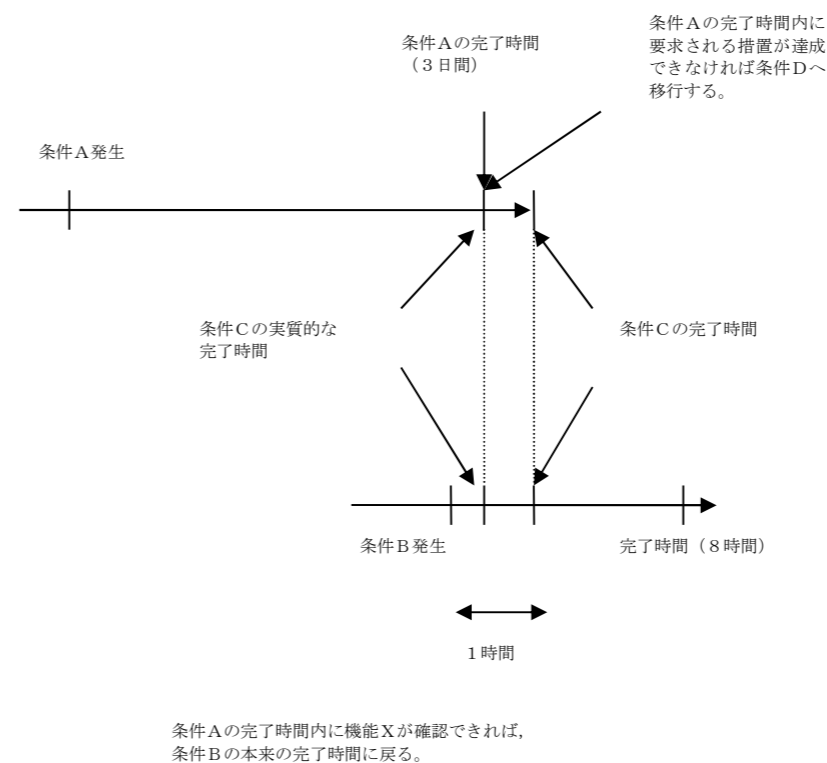 条件Ａの完了時間
（３日間）
条件Ａの完了時間内に
要求される措置が達成
できなければ条件Ｄへ
移行する。
条件Ａ発生
条件Ｃの実質的な
完了時間
条件Ｃの完了時間
条件Ｂ発生
完了時間（８時間）
１時間
条件Ａの完了時間内に機能Ｘが確認できれば，
条件Ｂの本来の完了時間に戻る。